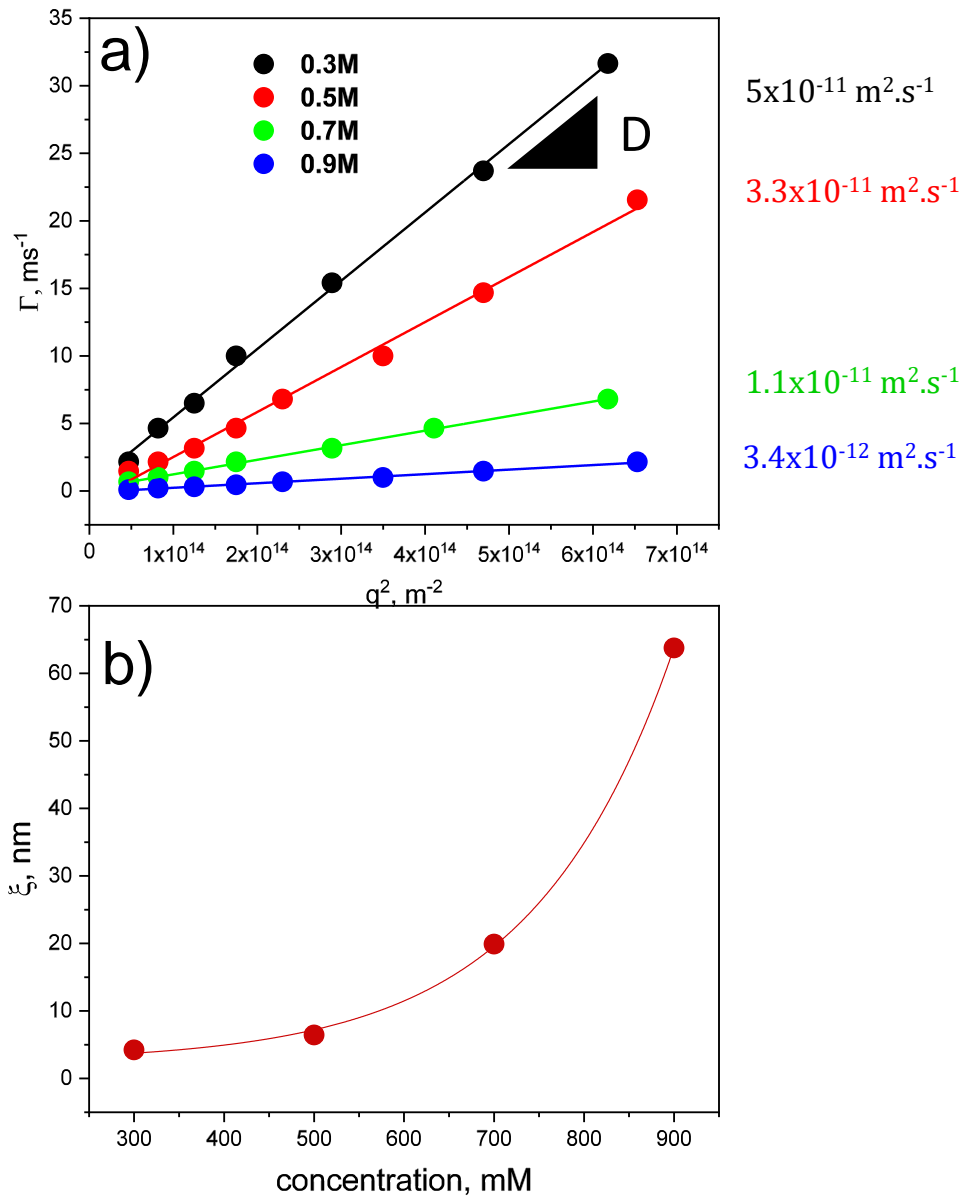 a)
35
30
25
20
15
10
5
0
Γ, ms⁻¹
0.3M
0.5M
0.7M
0.9M
D
5x10⁻¹¹ m².s⁻¹
3.3x10⁻¹¹ m².s⁻¹
1.1x10⁻¹¹ m².s⁻¹
3.4x10⁻¹² m².s⁻¹
0 1x10¹⁴ 2x10¹⁴ 3x10¹⁴ 4x10¹⁴ 5x10¹⁴ 6x10¹⁴ 7x10¹⁴
q², m⁻²
b)
70
60
50
40
30
20
10
0
ξ, nm
300 400 500 600 700 800 900
concentration, mM